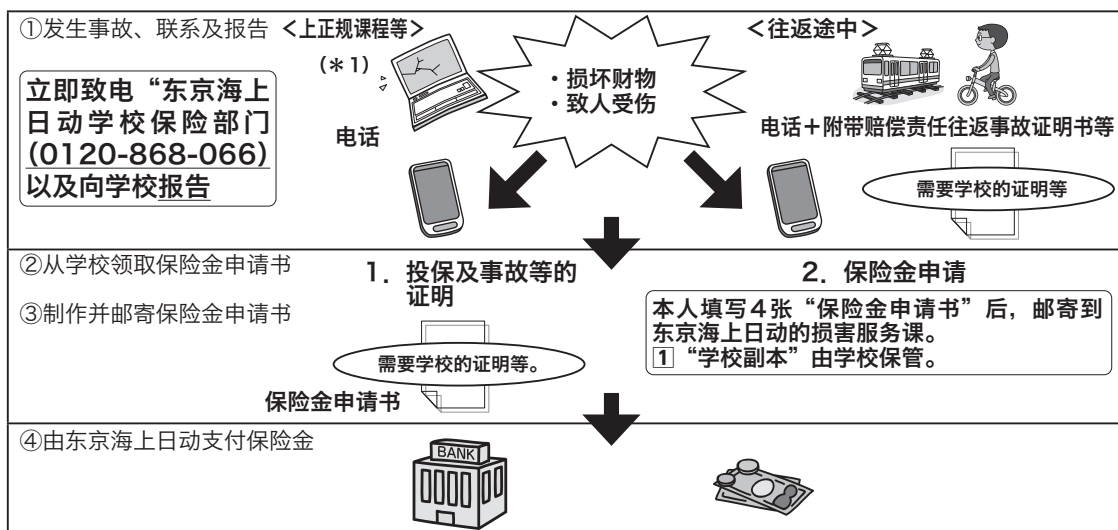 ①发生事故、联系及报告
<上正规课程等>
<往返途中>
(＊1)
立即致电“东京海上
日动学校保险部门
(0120-868-066)
以及向学校报告
・损坏财物
・致人受伤
电话
电话＋附带赔偿责任往返事故证明书等
需要学校的证明等
②从学校领取保险金申请书
③制作并邮寄保险金申请书
1．投保及事故等的
证明
需要学校的证明等。
保险金申请书
2．保险金申请
本人填写4张“保险金申请书”后，邮寄到
东京海上日动的损害服务课。
1 “学校副本”由学校保管。
④由东京海上日动支付保险金
BANK